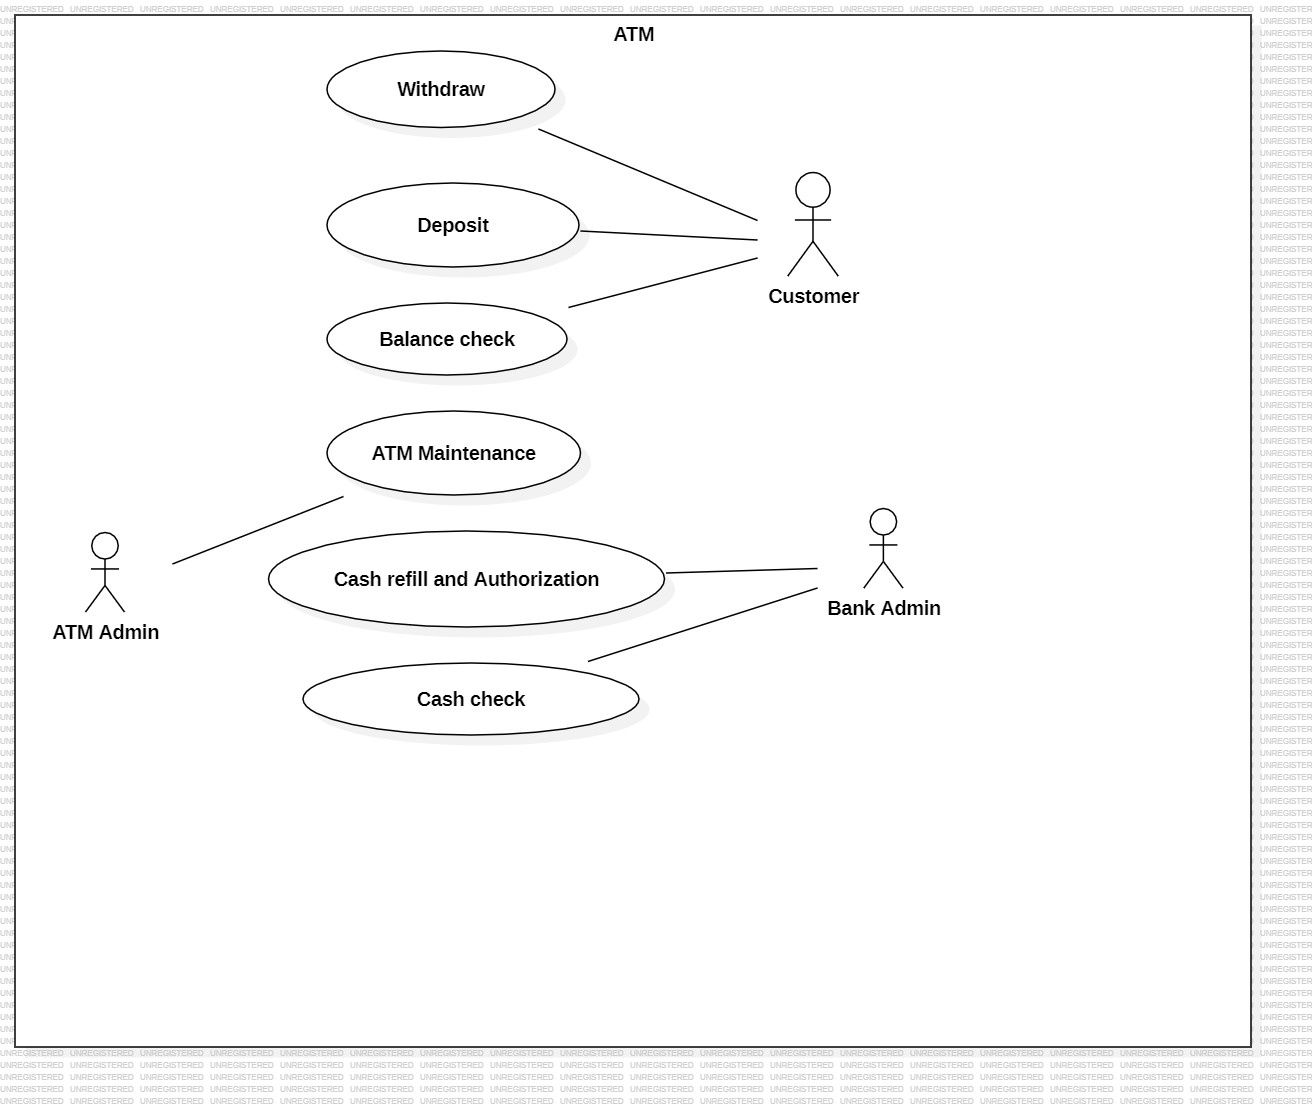 ATM
Withdraw
Deposit
Customer
Balance check
ATM Maintenance
Cash refill and Authorization
Bank Admin
ATM Admin
Cash check
UNREGISTERED